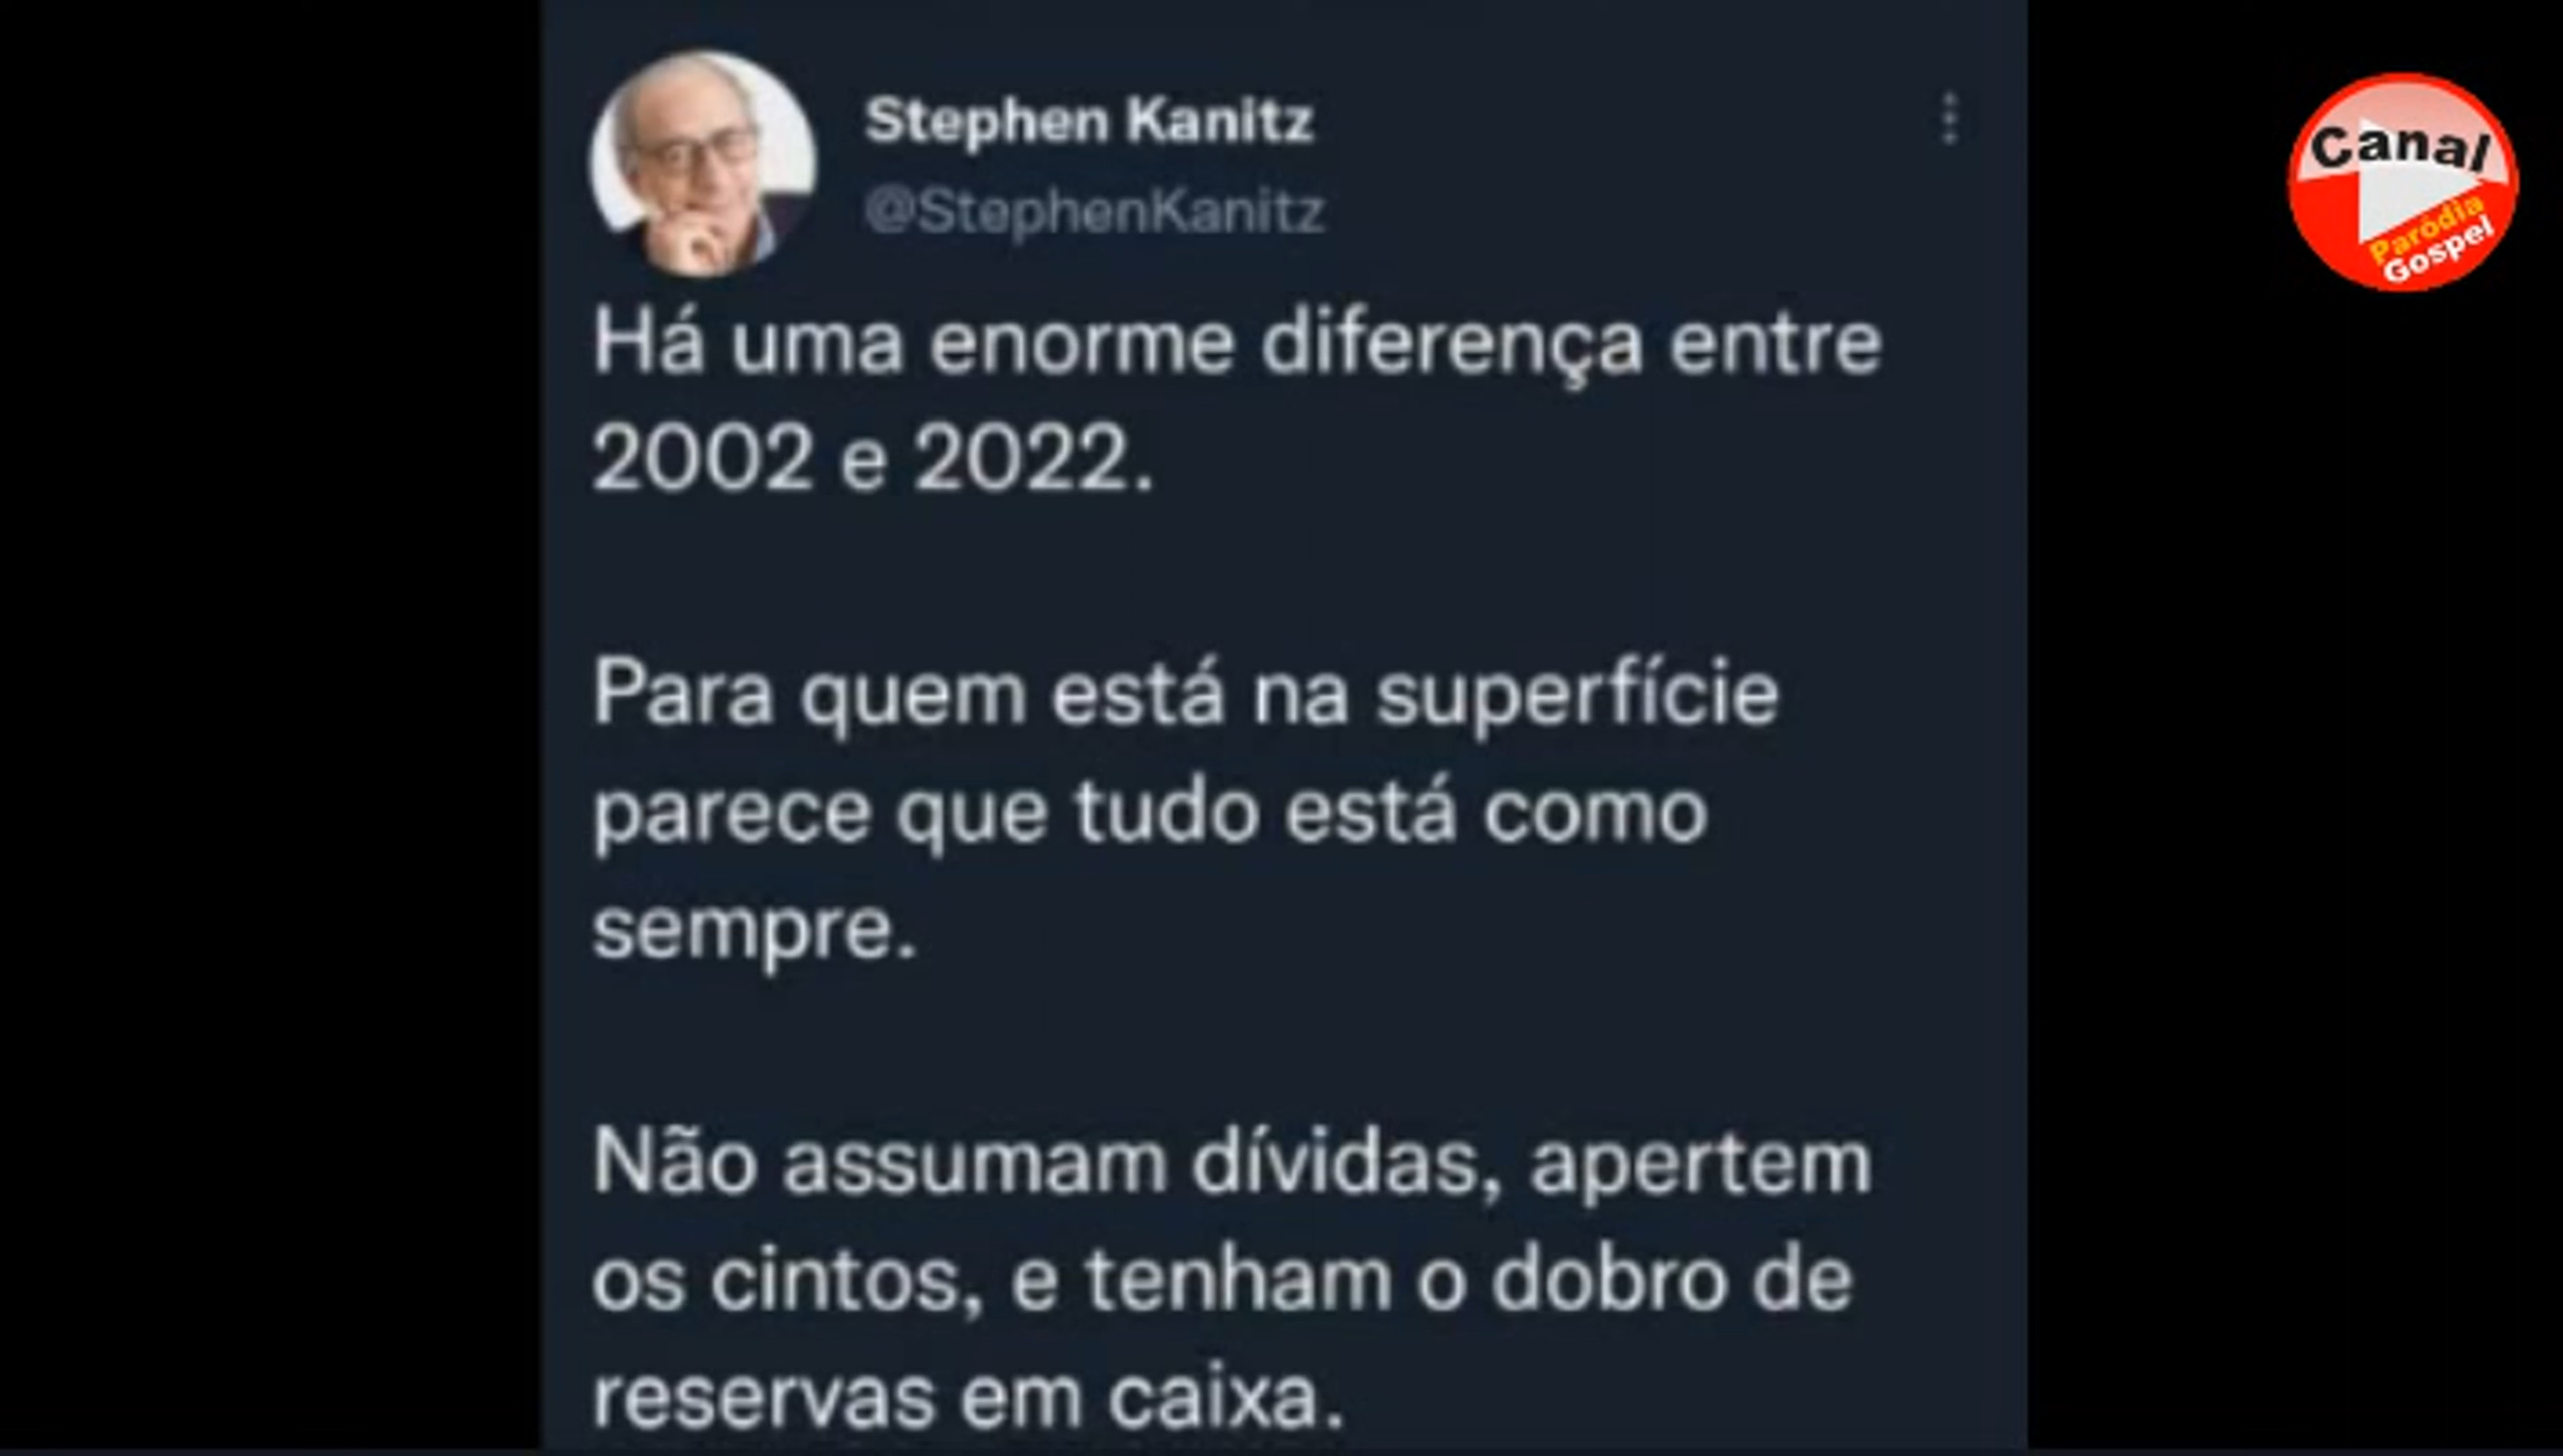 Stephen Kanitz
@StephenKanitz
Há uma enorme diferença entre
2002 e 2022.
Para quem está na superfície
parece que tudo está como
sempre.
Não assumam dívidas, apertem
os cintos, e tenham o dobro de
reservas em caixa.
Canal
Paródia
Gospel